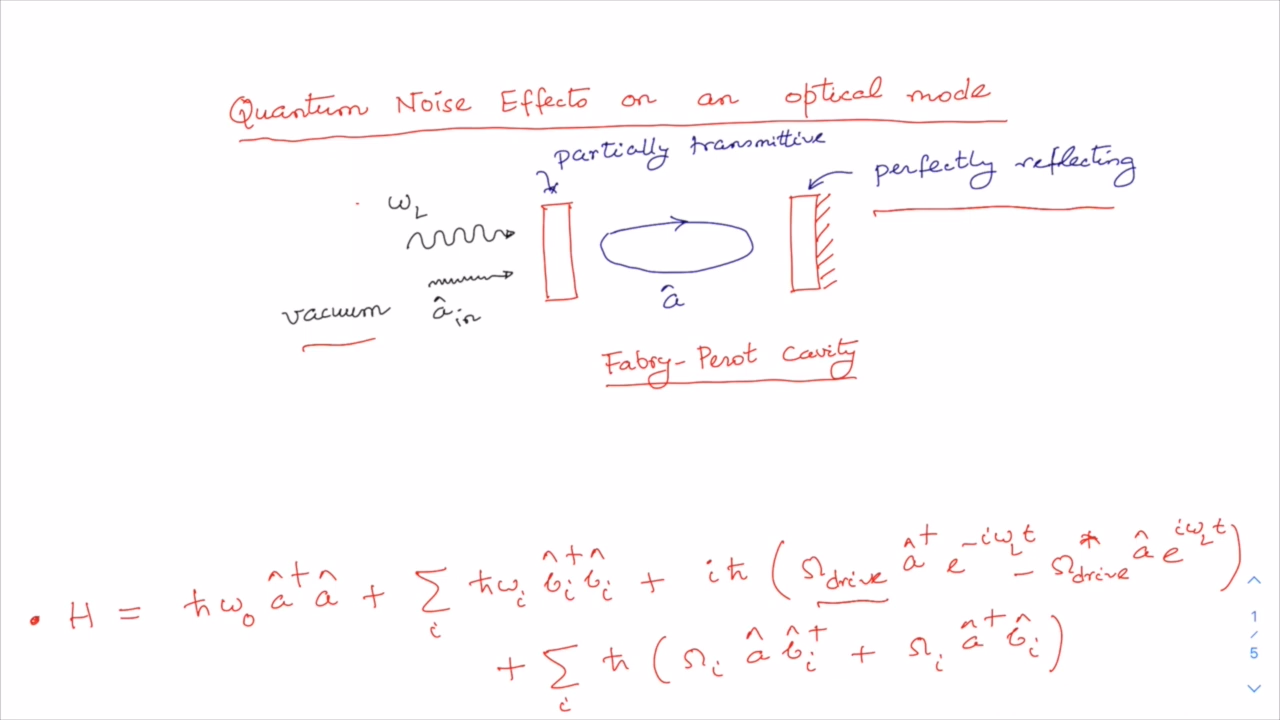 Quantum Noise Effects on an optical mode
partially transmittive
perfectly reflecting
ω_L
â
vacuum â_in
Fabry-Perot Cavity
• H = ħω₀ â†â + Σ_i ħω_i b̂_i†b̂_i + iħ (Ω_drive â† e^{-iω_L t} - Ω*_drive â e^{iω_L t})
+ Σ_i ħ (Ω_i â b̂_i† + Ω_i â† b̂_i)
1
/
5